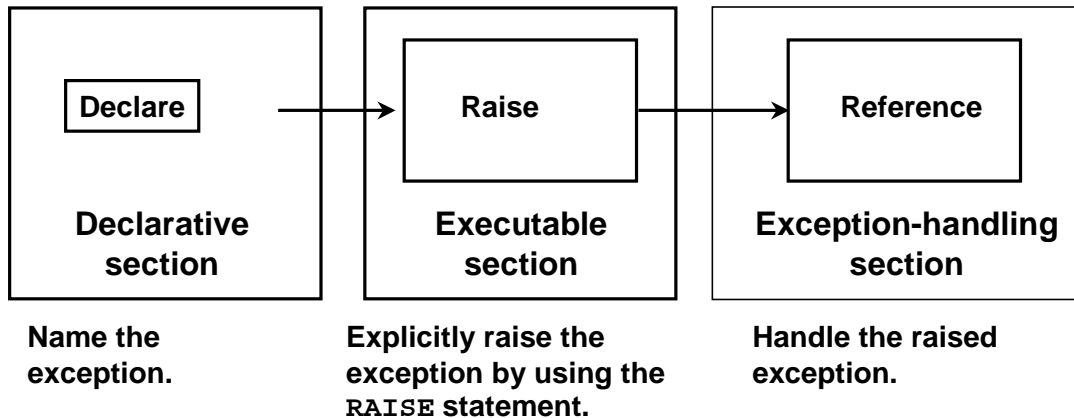 Declare
Raise
Reference
Declarative
section
Executable
section
Exception-handling
section
Name the
exception.
Explicitly raise the
exception by using the
RAISE statement.
Handle the raised
exception.